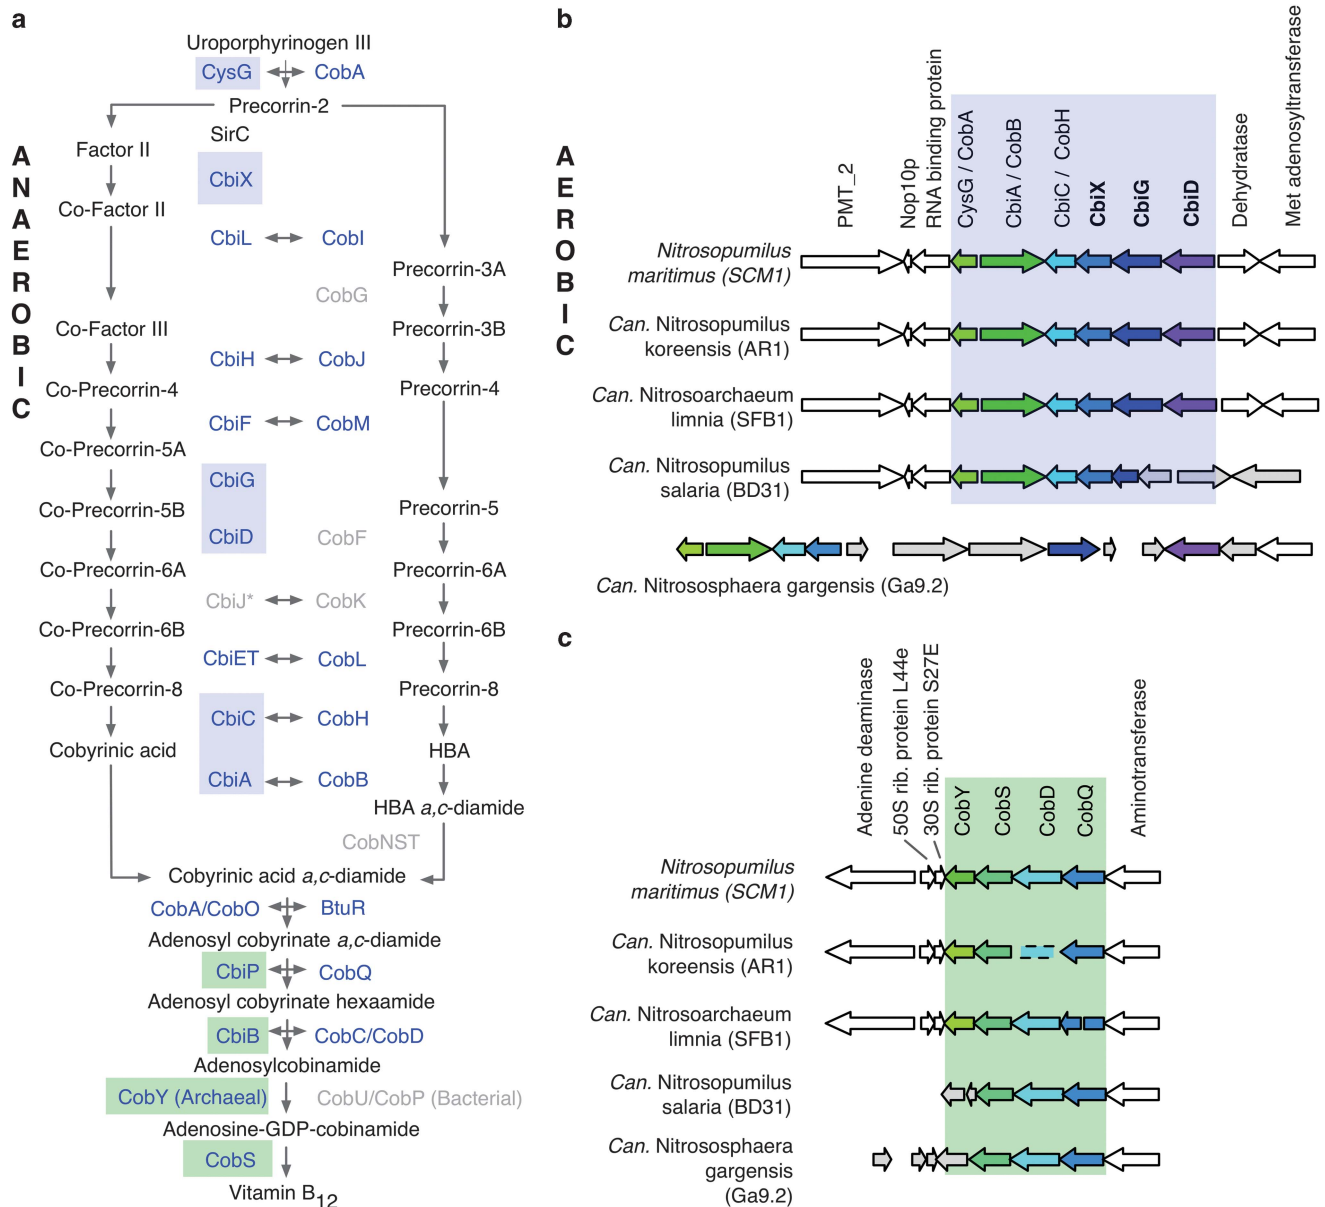 a
Uroporphyrinogen III
CysG CobA
Precorrin-2
ANAEROBIC
AEROBIC
SirC
Factor II
CbiX
Co-Factor II
CbiL CobI
Precorrin-3A
CobG
Co-Factor III
Precorrin-3B
CbiH CobJ
Co-Precorrin-4
Precorrin-4
CbiF CobM
Co-Precorrin-5A
CbiG
Co-Precorrin-5B
Precorrin-5
CbiD CobF
Co-Precorrin-6A
Precorrin-6A
CbiJ* CobK
Co-Precorrin-6B
Precorrin-6B
CbiET CobL
Co-Precorrin-8
Precorrin-8
CbiC CobH
Cobyrinic acid
HBA
CbiA CobB
HBA a,c-diamide
CobNST
Cobyrinic acid a,c-diamide
CobA/CobO BtuR
Adenosyl cobyrinate a,c-diamide
CbiP CobQ
Adenosyl cobyrinate hexaamide
CbiB CobC/CobD
Adenosylcobinamide
CobY (Archaeal) CobU/CobP (Bacterial)
Adenosine-GDP-cobinamide
CobS
Vitamin B12
b
PMT_2
Nop10p
RNA binding protein
CysG / CobA
CbiA / CobB
CbiC / CobH
CbiX
CbiG
CbiD
Dehydratase
Met adenosyltransferase
Nitrosopumilus
maritimus (SCM1)
Can. Nitrosopumilus
koreensis (AR1)
Can. Nitrosoarchaeum
limnia (SFB1)
Can. Nitrosopumilus
salaria (BD31)
Can. Nitrososphaera gargensis (Ga9.2)
c
Adenine deaminase
50S rib. protein L44e
30S rib. protein S27E
CobY
CobS
CobD
CobQ
Aminotransferase
Nitrosopumilus
maritimus (SCM1)
Can. Nitrosopumilus
koreensis (AR1)
Can. Nitrosoarchaeum
limnia (SFB1)
Can. Nitrosopumilus
salaria (BD31)
Can. Nitrososphaera
gargensis
(Ga9.2)